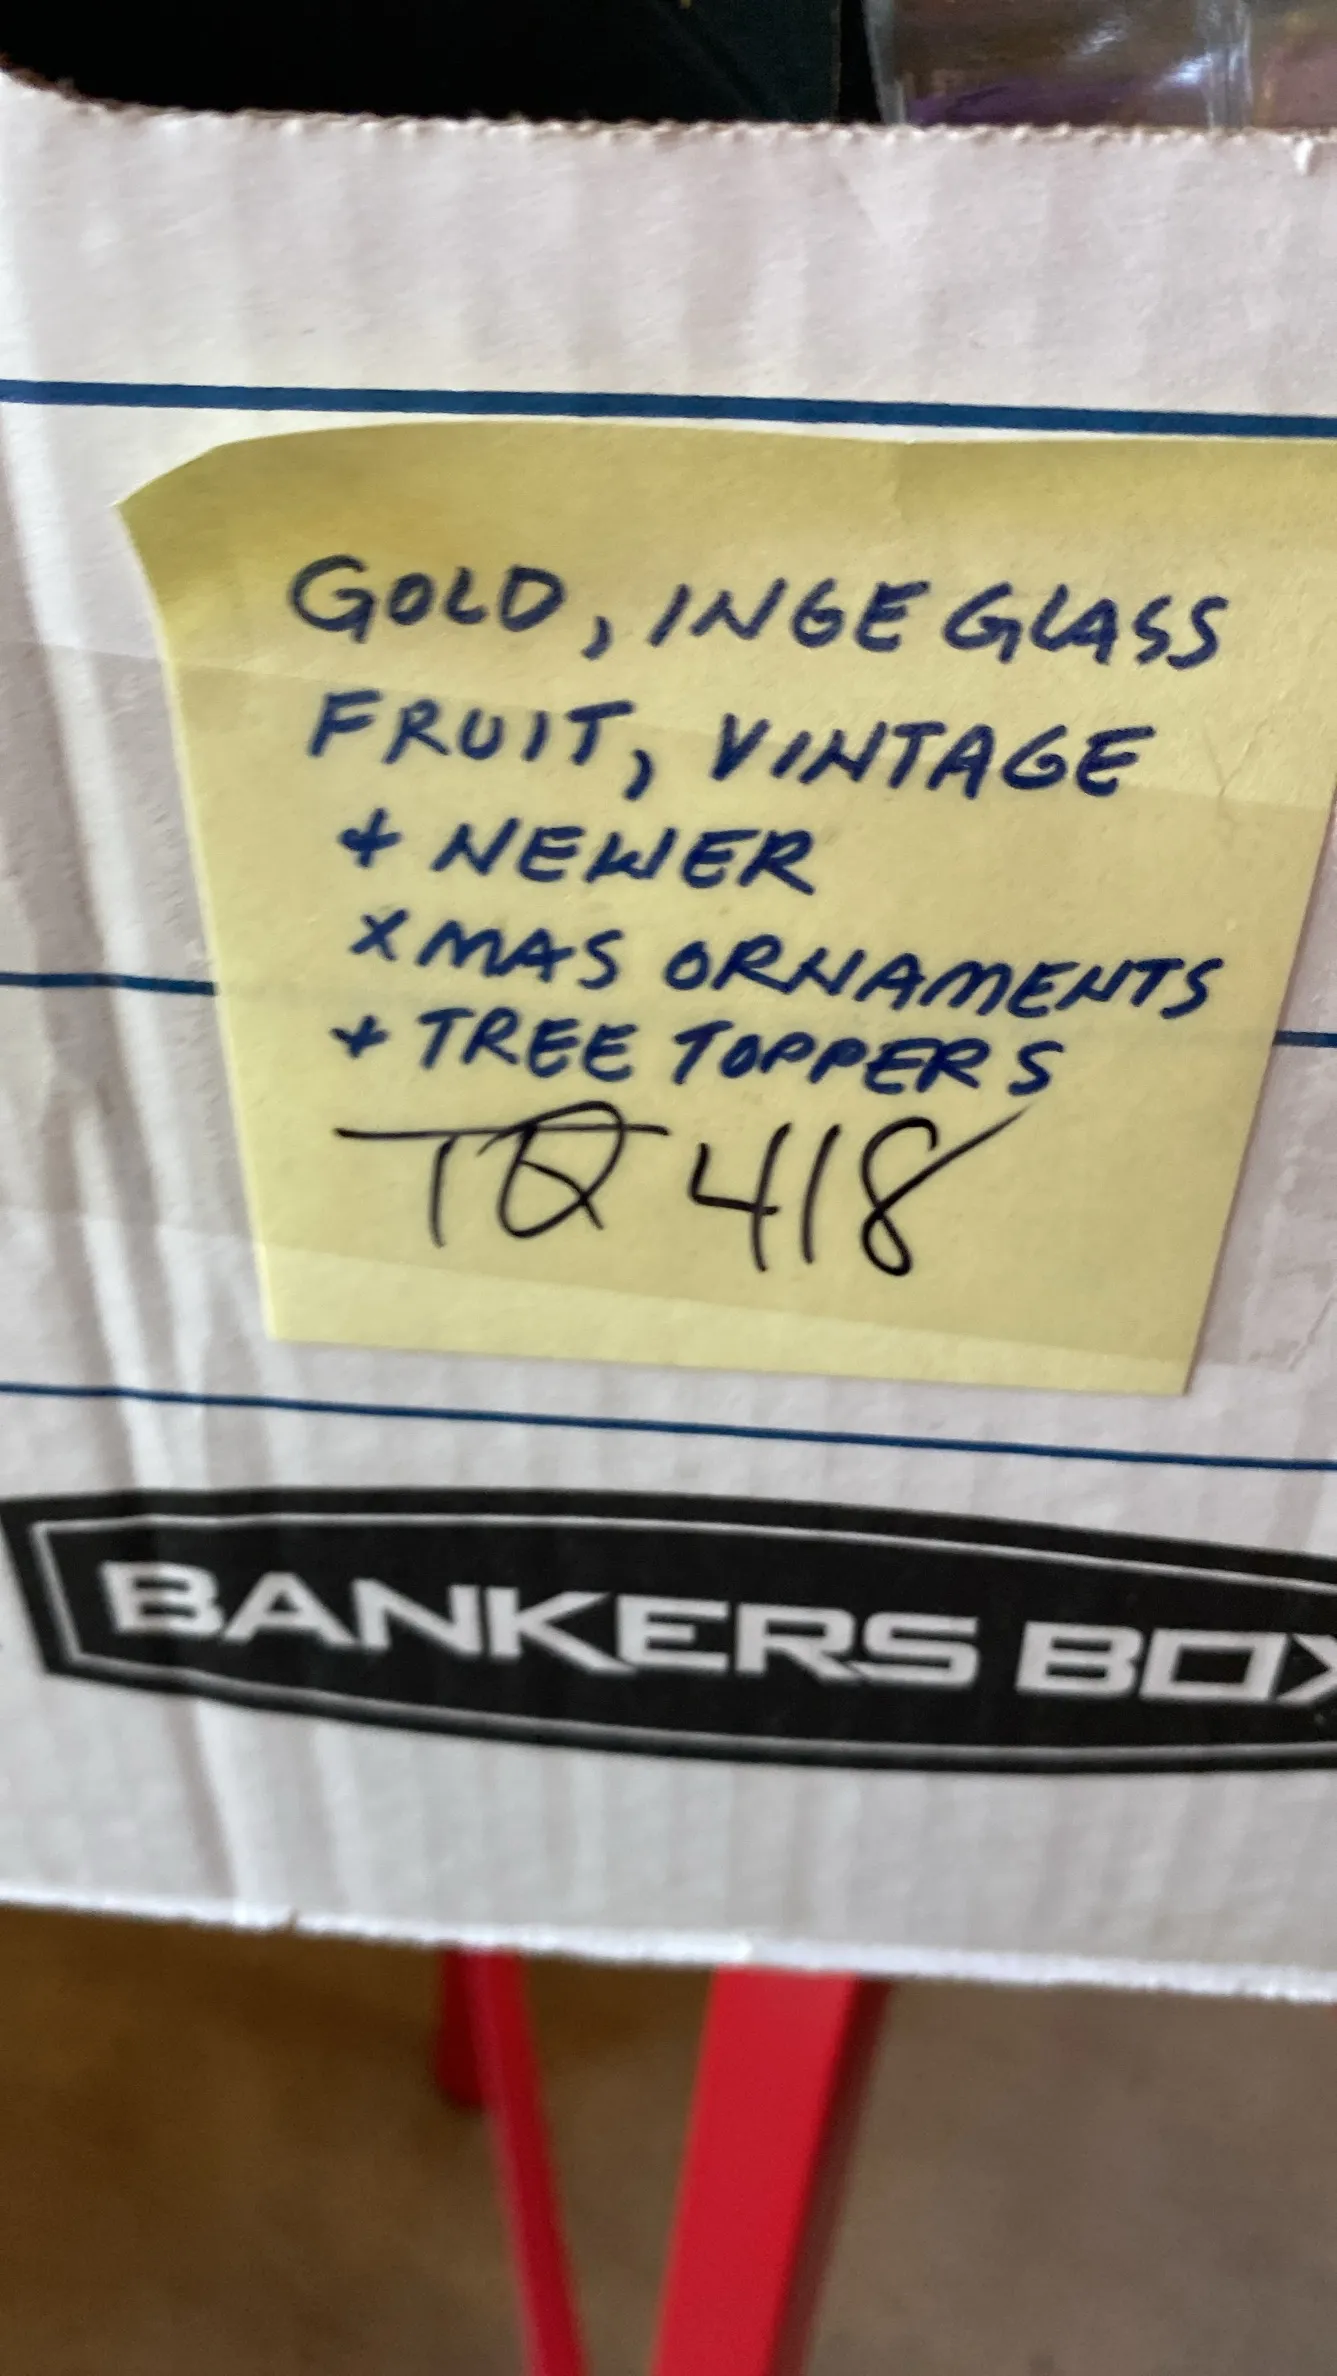 GOLD, INGE GLASS
FRUIT, VINTAGE
+ NEWER
XMAS ORNAMENTS
+ TREE TOPPERS
TQ 418
BANKERS BOX